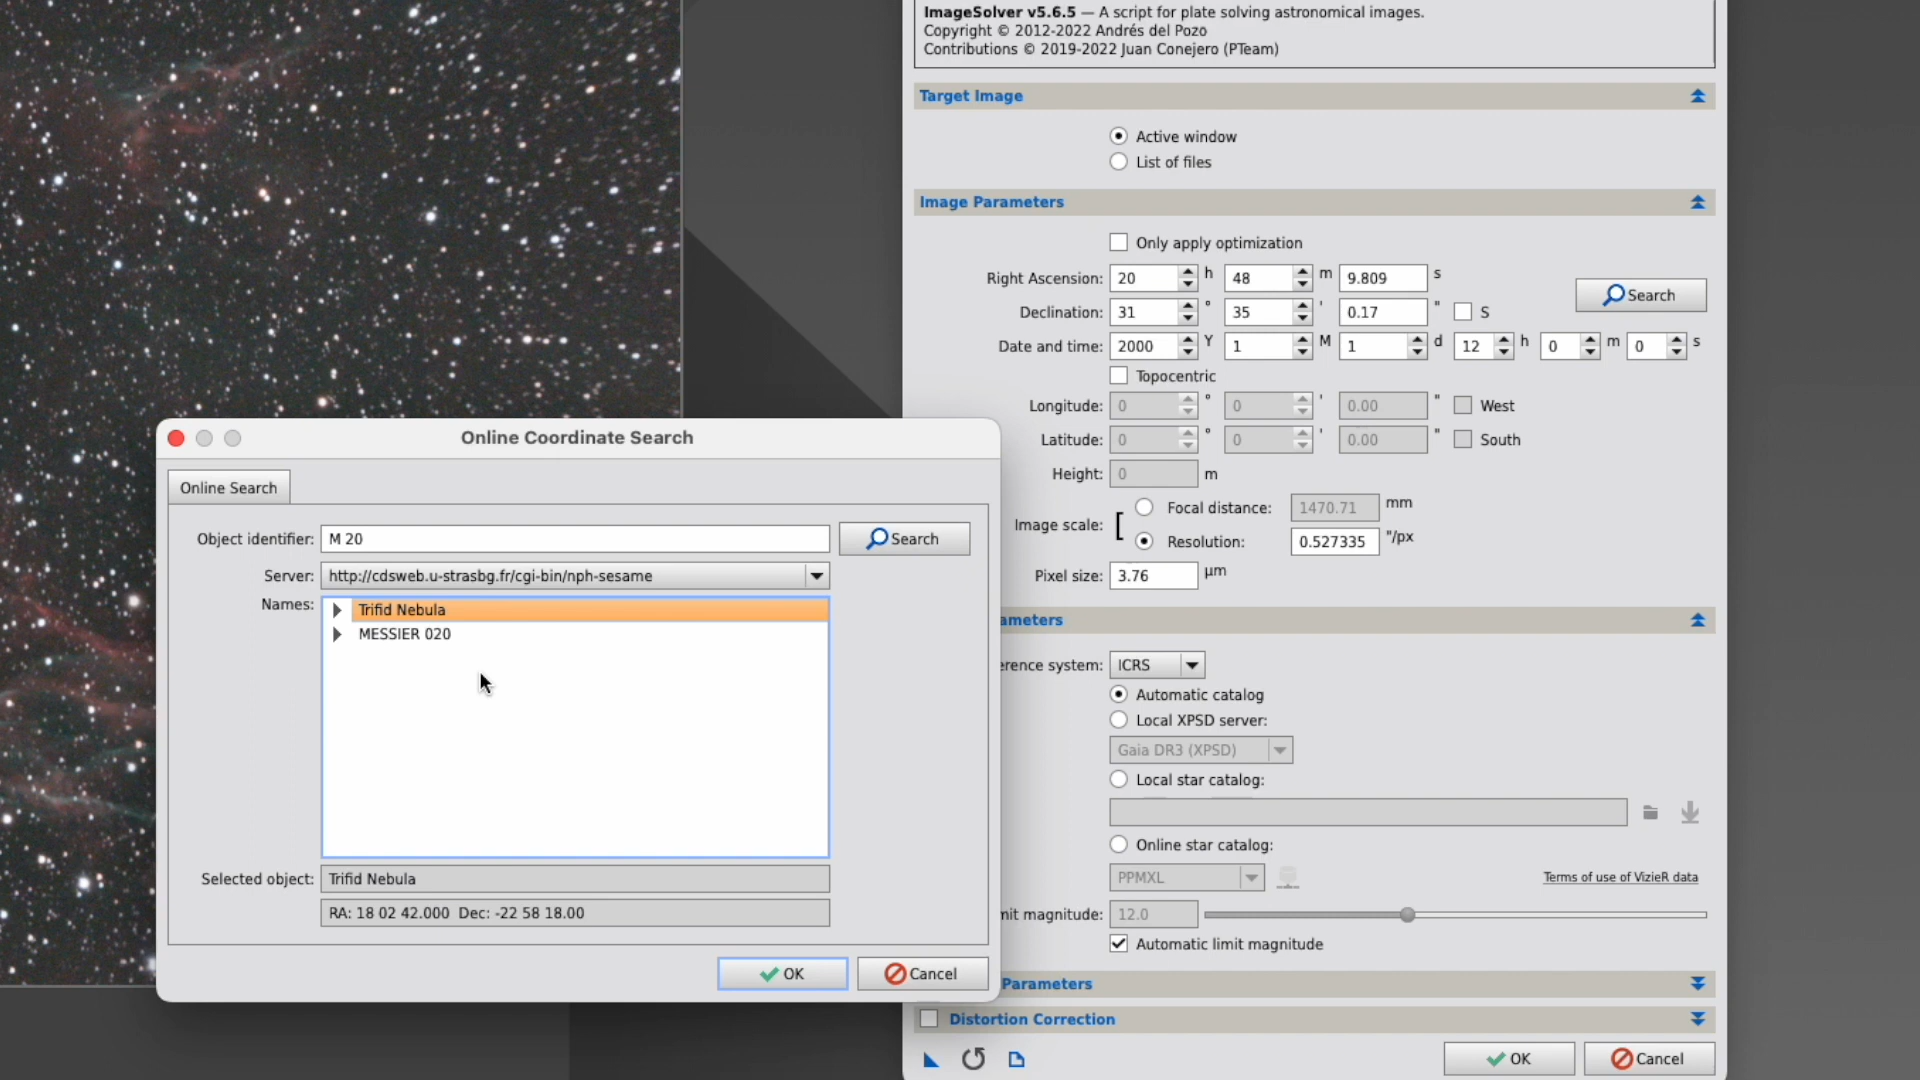 ImageSolver v5.6.5 — A script for plate solving astronomical images.
Copyright © 2012-2022 Andrés del Pozo
Contributions © 2019-2022 Juan Conejero (PTeam)
Target Image
Active window
List of files
Image Parameters
Only apply optimization
Right Ascension: 20 h 48 m 9.809 s
Search
Declination: 31 ° 35 ' 0.17 " S
Date and time: 2000 Y 1 M 1 d 12 h 0 m 0 s
Topocentric
Longitude: 0 ° 0 ' 0.00 " West
Latitude: 0 ° 0 ' 0.00 " South
Height: 0 m
Image scale: [ Focal distance: 1470.71 mm
Resolution: 0.527335 "/px
Pixel size: 3.76 µm
ameters
erence system: ICRS
Automatic catalog
Local XPSD server:
Gaia DR3 (XPSD)
Local star catalog:
Online star catalog:
PPMXL
Terms of use of VizieR data
mit magnitude: 12.0
Automatic limit magnitude
Parameters
Distortion Correction
OK Cancel
Online Coordinate Search
Online Search
Object identifier: M 20 Search
Server: http://cdsweb.u-strasbg.fr/cgi-bin/nph-sesame
Names: Trifid Nebula
MESSIER 020
Selected object: Trifid Nebula
RA: 18 02 42.000 Dec: -22 58 18.00
OK Cancel